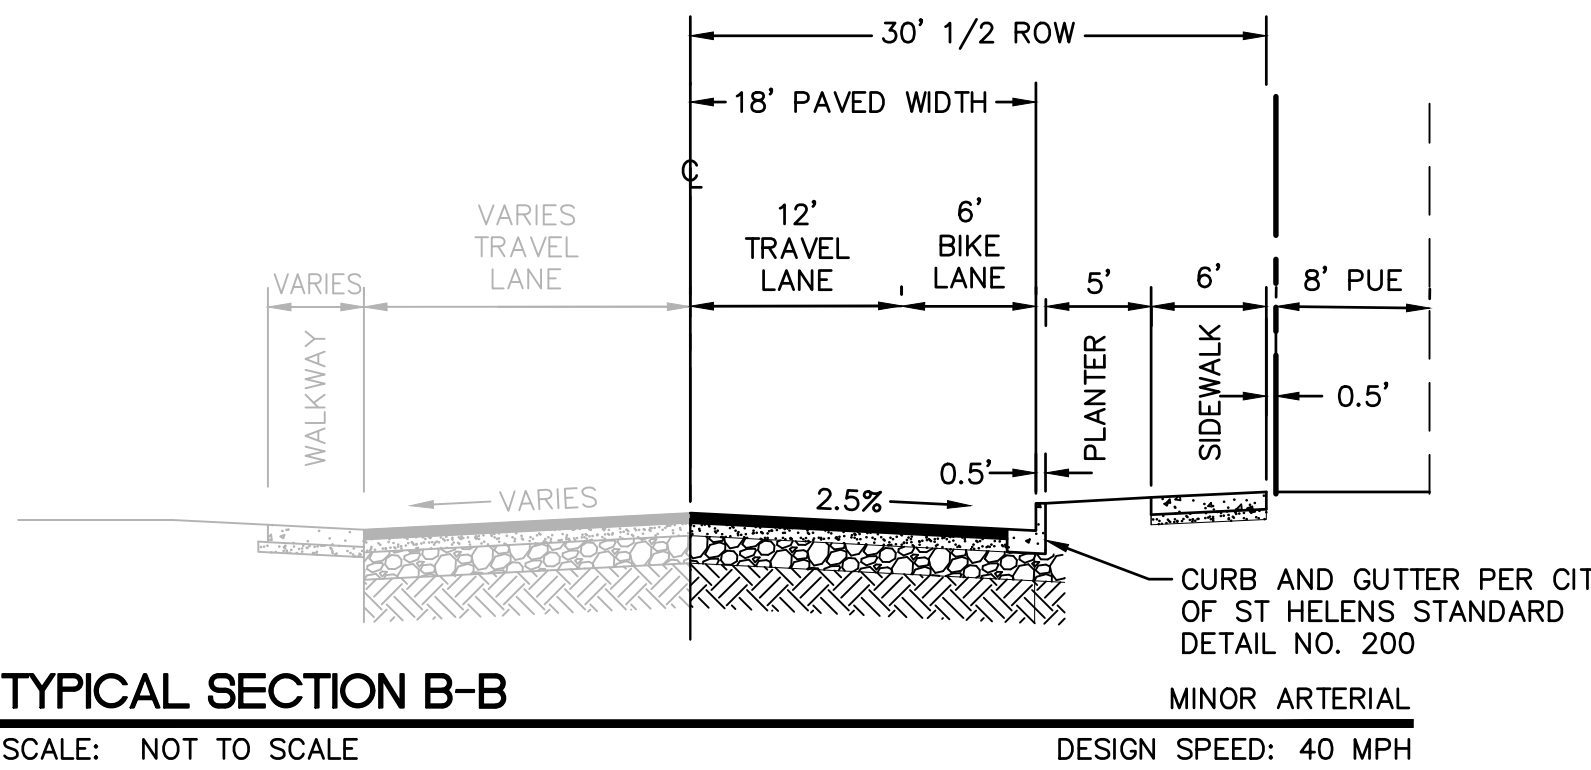 30' 1/2 ROW
18' PAVED WIDTH
CL
VARIES
TRAVEL
LANE
12'
TRAVEL
LANE
6'
BIKE
LANE
VARIES
5'
6'
8' PUE
WALKWAY
PLANTER
SIDEWALK
0.5'
0.5'
VARIES
2.5%
CURB AND GUTTER PER CIT
OF ST HELENS STANDARD
DETAIL NO. 200
TYPICAL SECTION B-B
MINOR ARTERIAL
SCALE: NOT TO SCALE
DESIGN SPEED: 40 MPH